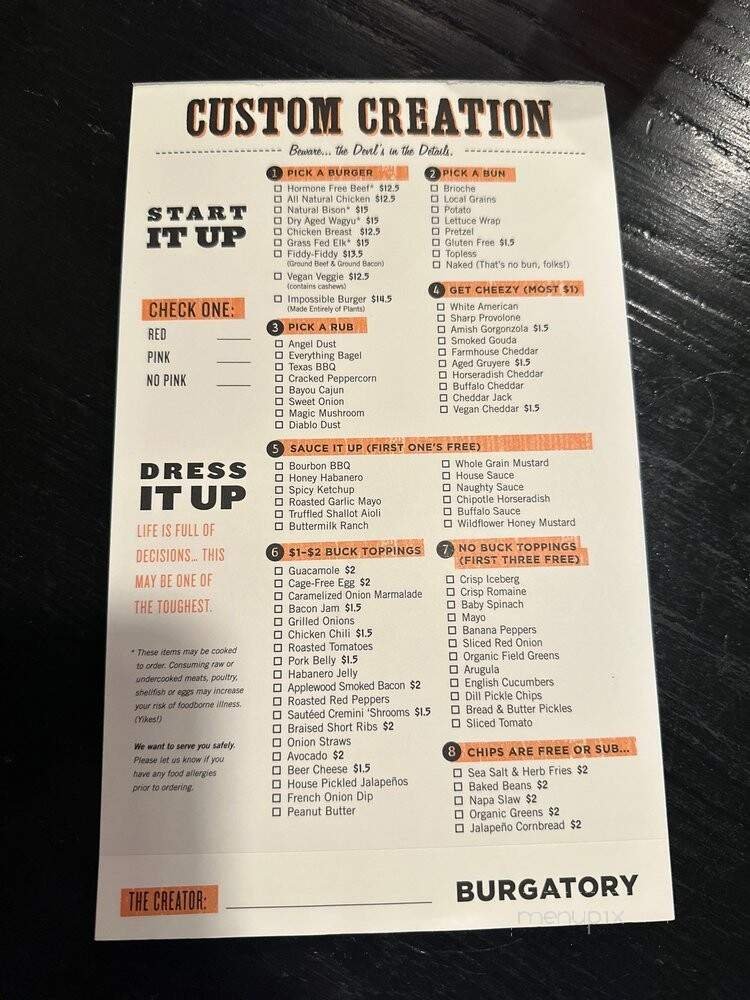 CUSTOM CREATION
Beware... the Devil's in the Details.
START
IT UP
CHECK ONE:
RED
PINK
NO PINK
1 PICK A BURGER
Hormone Free Beef* $12.5
All Natural Chicken $12.5
Natural Bison* $15
Dry Aged Wagyu* $15
Chicken Breast $12.5
Grass Fed Elk* $15
Fiddy-Fiddy $13.5
(Ground Beef & Ground Bacon)
Vegan Veggie $12.5
(contains cashews)
Impossible Burger $14.5
(Made Entirely of Plants)
2 PICK A BUN
Brioche
Local Grains
Potato
Lettuce Wrap
Pretzel
Gluten Free $1.5
Topless
Naked (That's no bun, folks!)
3 PICK A RUB
Angel Dust
Everything Bagel
Texas BBQ
Cracked Peppercorn
Bayou Cajun
Sweet Onion
Magic Mushroom
Diablo Dust
4 GET CHEEZY (MOST $1)
White American
Sharp Provolone
Amish Gorgonzola $1.5
Smoked Gouda
Farmhouse Cheddar
Aged Gruyere $1.5
Horseradish Cheddar
Buffalo Cheddar
Cheddar Jack
Vegan Cheddar $1.5
DRESS
IT UP
LIFE IS FULL OF
DECISIONS... THIS
MAY BE ONE OF
THE TOUGHEST.
* These items may be cooked
to order. Consuming raw or
undercooked meats, poultry,
shellfish or eggs may increase
your risk of foodborne illness.
(Yikes!)
We want to serve you safely.
Please let us know if you
have any food allergies
prior to ordering.
5 SAUCE IT UP (FIRST ONE'S FREE)
Bourbon BBQ
Honey Habanero
Spicy Ketchup
Roasted Garlic Mayo
Truffled Shallot Aioli
Buttermilk Ranch
Whole Grain Mustard
House Sauce
Naughty Sauce
Chipotle Horseradish
Buffalo Sauce
Wildflower Honey Mustard
6 $1-$2 BUCK TOPPINGS
Guacamole $2
Cage-Free Egg $2
Caramelized Onion Marmalade
Bacon Jam $1.5
Grilled Onions
Chicken Chili $1.5
Roasted Tomatoes
Pork Belly $1.5
Habanero Jelly
Applewood Smoked Bacon $2
Roasted Red Peppers
Sautéed Cremini 'Shrooms $1.5
Braised Short Ribs $2
Onion Straws
Avocado $2
Beer Cheese $1.5
House Pickled Jalapeños
French Onion Dip
Peanut Butter
7 NO BUCK TOPPINGS
(FIRST THREE FREE)
Crisp Iceberg
Crisp Romaine
Baby Spinach
Mayo
Banana Peppers
Sliced Red Onion
Organic Field Greens
Arugula
English Cucumbers
Dill Pickle Chips
Bread & Butter Pickles
Sliced Tomato
8 CHIPS ARE FREE OR SUB...
Sea Salt & Herb Fries $2
Baked Beans $2
Napa Slaw $2
Organic Greens $2
Jalapeño Cornbread $2
THE CREATOR:
BURGATORY
menupix